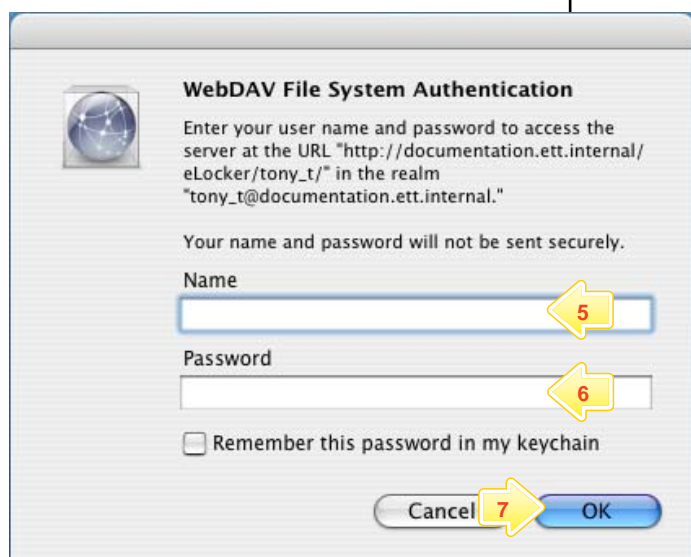 WebDAV File System Authentication
Enter your user name and password to access the
server at the URL "http://documentation.ett.internal/
eLocker/tony_t/" in the realm
"tony_t@documentation.ett.internal."
Your name and password will not be sent securely.
Name
5
Password
6
Remember this password in my keychain
Cancel 7 OK